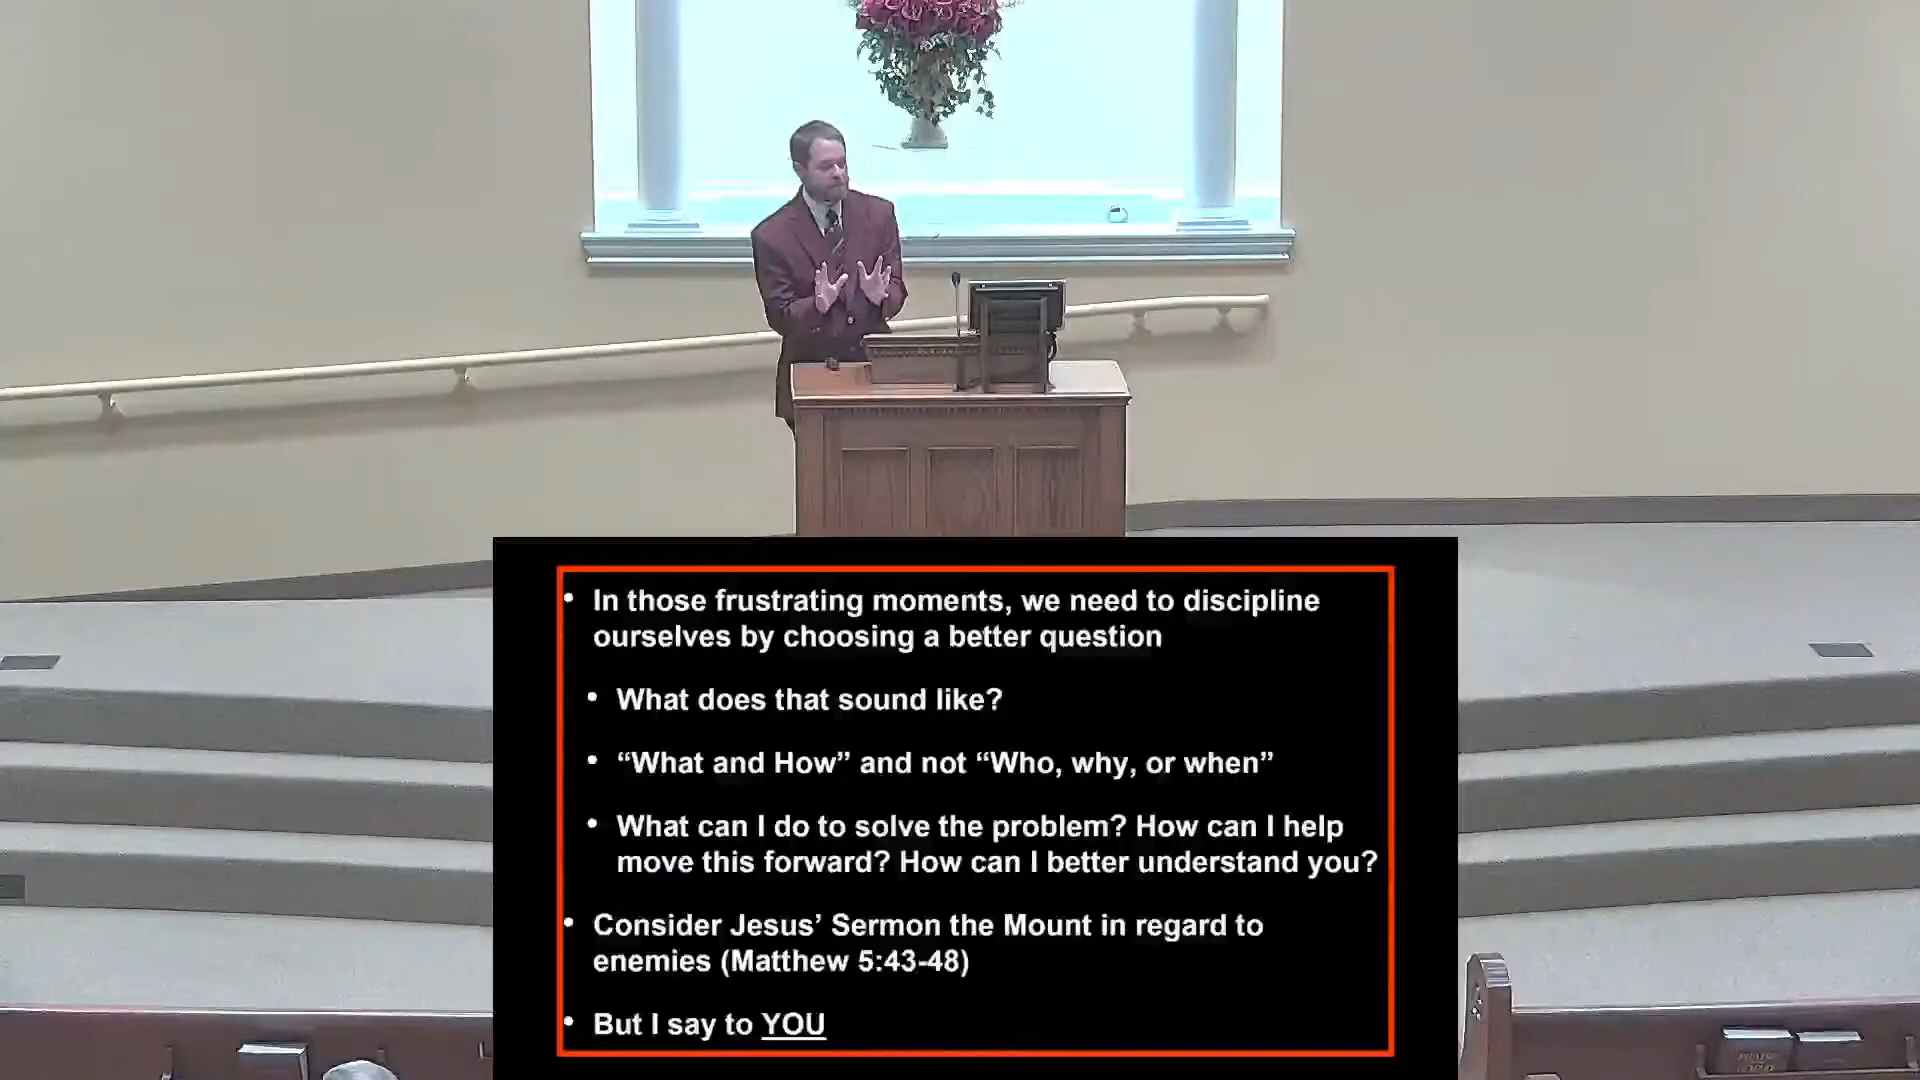 • In those frustrating moments, we need to discipline
ourselves by choosing a better question
• What does that sound like?
• “What and How” and not “Who, why, or when”
• What can I do to solve the problem? How can I help
move this forward? How can I better understand you?
• Consider Jesus’ Sermon the Mount in regard to
enemies (Matthew 5:43-48)
• But I say to YOU